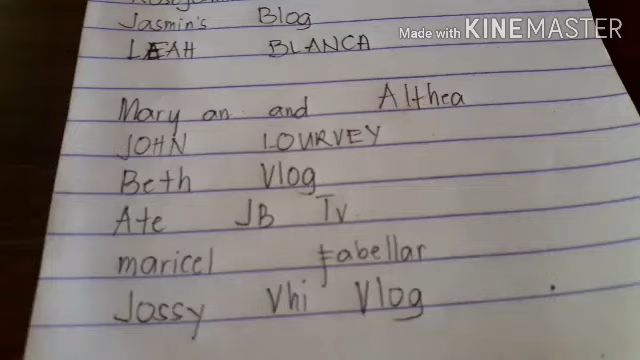 Jasmin's Blog
LEAH BLANCA
Mary an and Althea
JOHN LOURVEY
Beth Vlog
Ate JB Tv
maricel fabellar
Jossy Vhi Vlog
Made with KINEMASTER